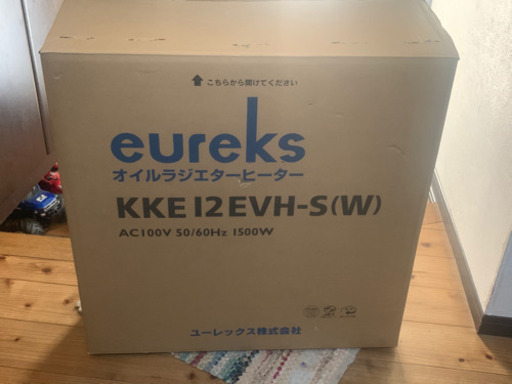 ↑ こちらから開けてください
eureks
オイルラジエターヒーター
KKE12EVH-S(W)
AC100V 50/60Hz 1500W
ユーレックス株式会社